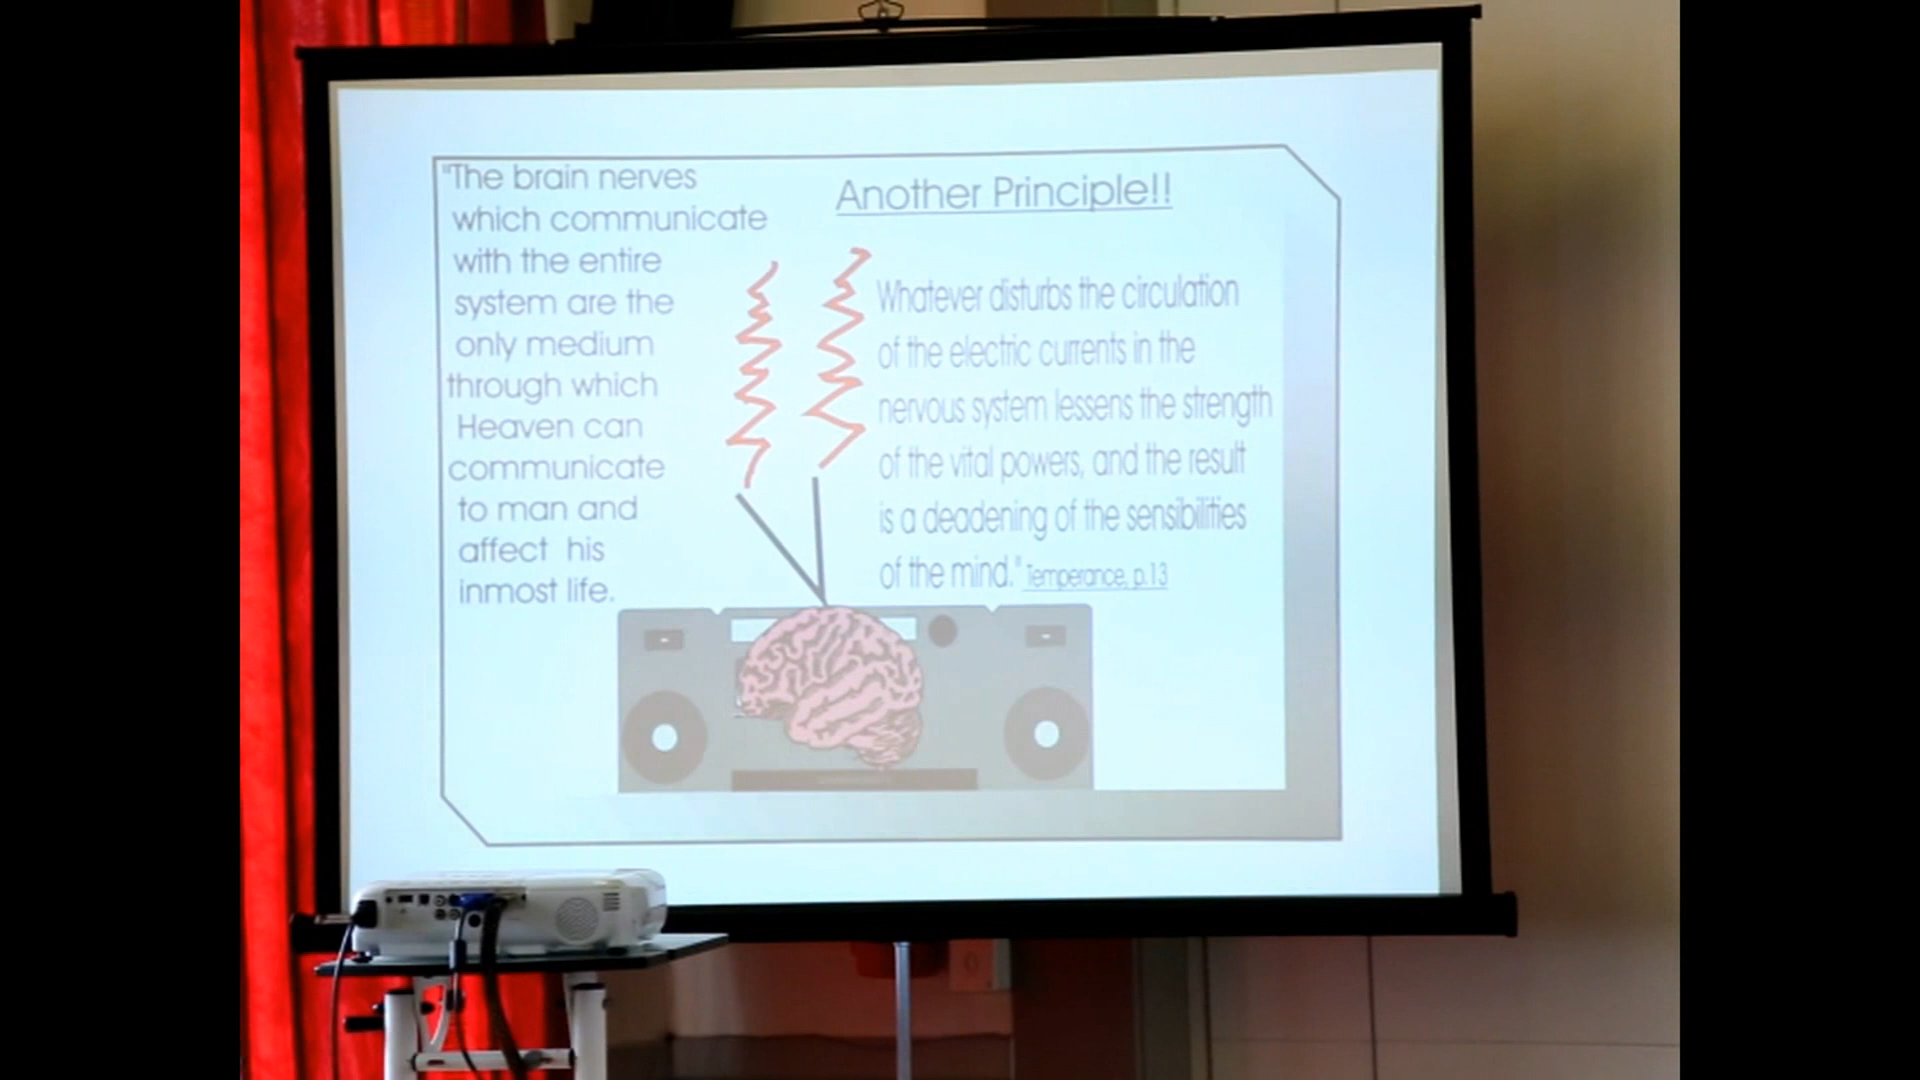 "The brain nerves
which communicate
with the entire
system are the
only medium
through which
Heaven can
communicate
to man and
affect his
inmost life.
Another Principle!!
Whatever disturbs the circulation
of the electric currents in the
nervous system lessens the strength
of the vital powers, and the result
is a deadening of the sensibilities
of the mind." Temperance, p.13